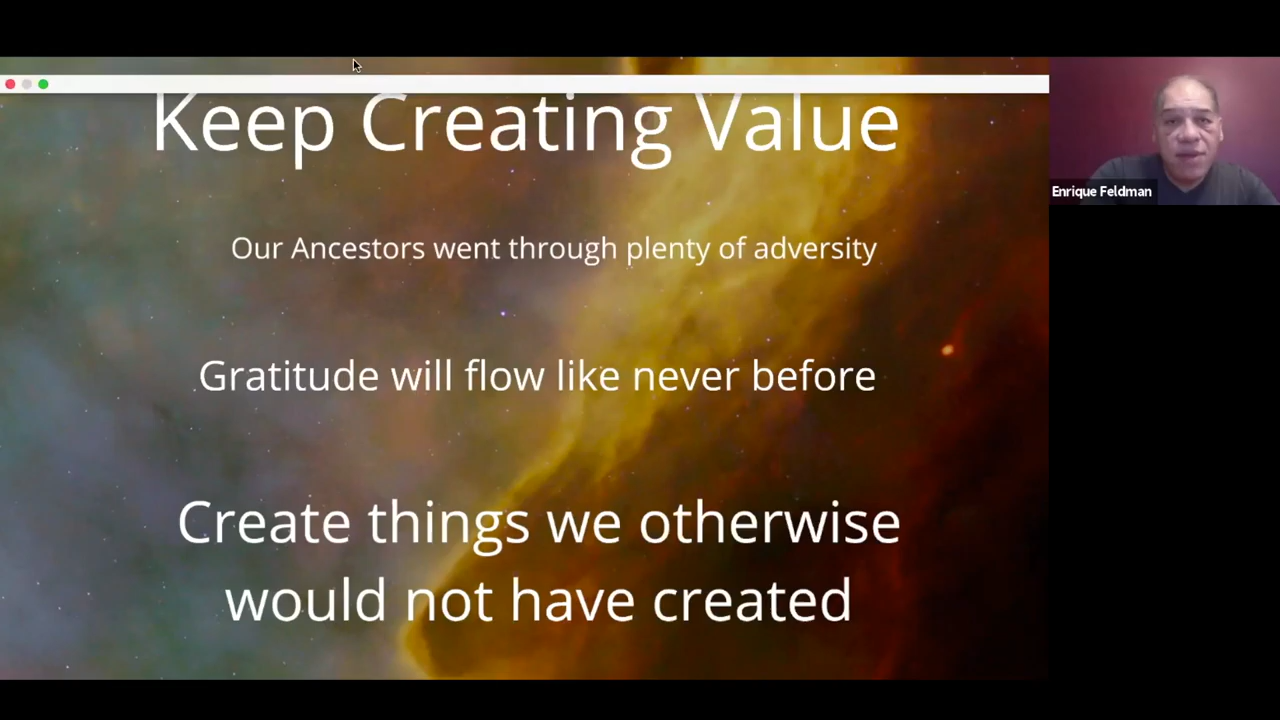 Keep Creating Value
Our Ancestors went through plenty of adversity
Gratitude will flow like never before
Create things we otherwise
would not have created
Enrique Feldman